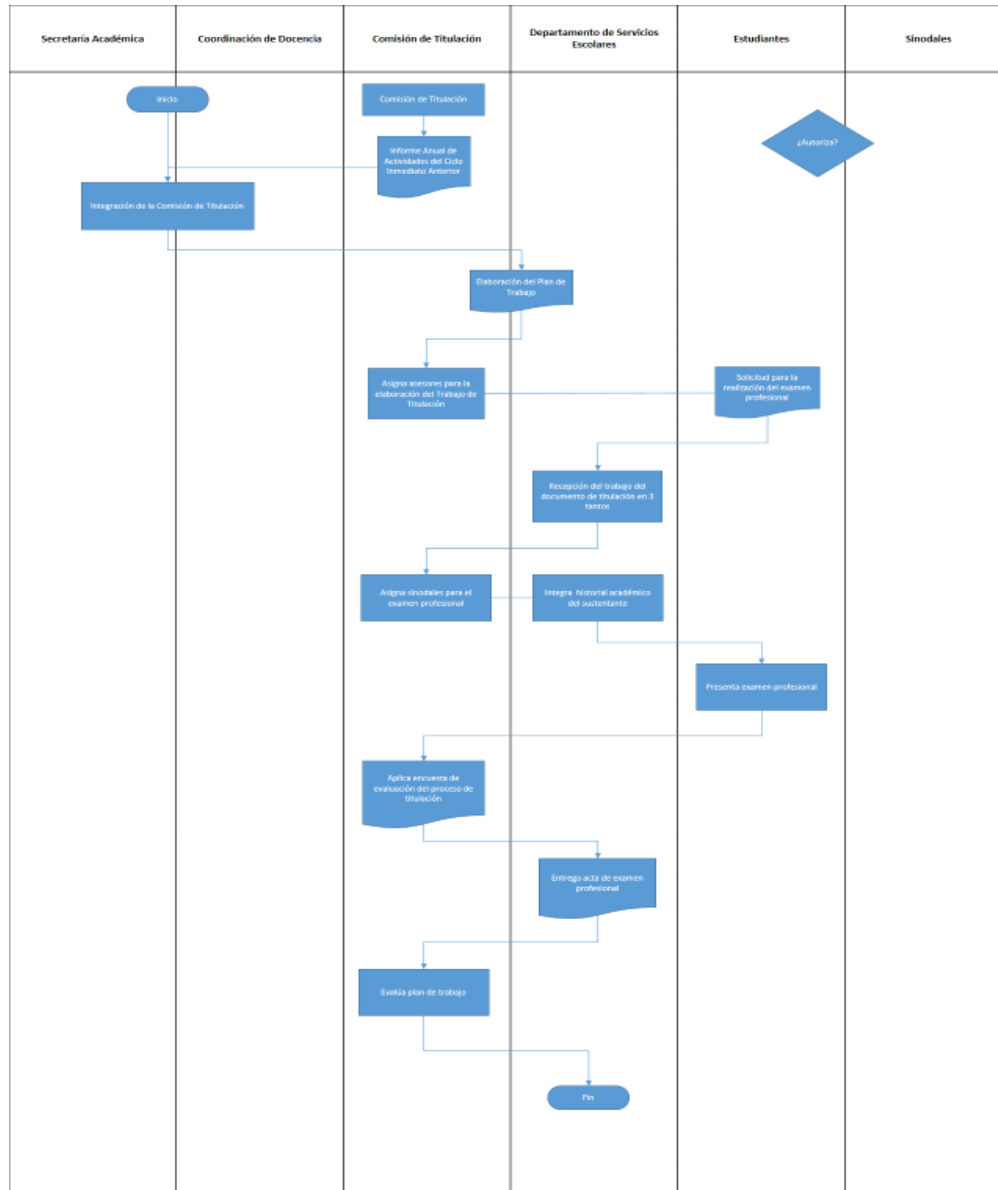 Secretaría Académica
Coordinación de Docencia
Comisión de Titulación
Departamento de Servicios
Escolares
Estudiantes
Sinodales
Inicio
Comisión de Titulación
¿Autoriza?
Informe Anual de
Actividades del Ciclo
Inmediato Anterior
Integración de la Comisión de Titulación
Elaboración del Plan de
Trabajo
Asigna asesores para la
elaboración del Trabajo de
Titulación
Solicitud para la
realización del examen
profesional
Recepción del trabajo del
documento de titulación en 3
tantos
Asigna sinodales para el
examen profesional
Integra historial académico
del sustentante
Presenta examen profesional
Aplica encuesta de
evaluación del proceso de
titulación
Entrega acta de examen
profesional
Evalúa plan de trabajo
Fin